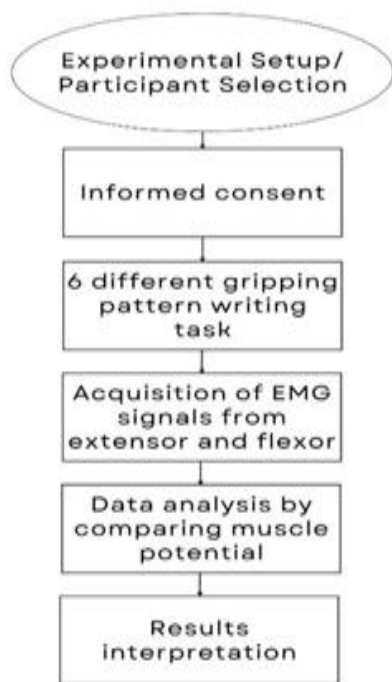 Experimental Setup/
Participant Selection
Informed consent
6 different gripping
pattern writing
task
Acquisition of EMG
signals from
extensor and flexor
Data analysis by
comparing muscle
potential
Results
interpretation